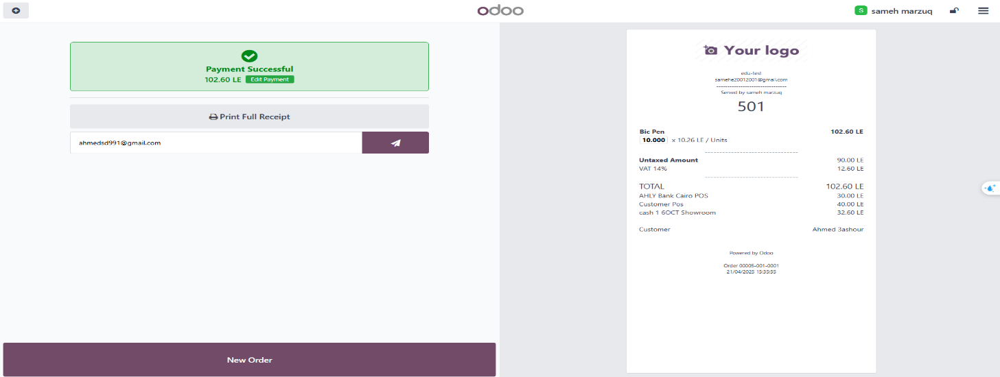 odoo
S sameh marzuq
Payment Successful
102.60 LE Edit Payment
Print Full Receipt
ahmedsd991@gmail.com
New Order
Your logo
edu-test
samehe20012001@gmail.com
--------------------------------
Served by sameh marzuq
501
Bic Pen 102.60 LE
10.000 x 10.26 LE / Units
--------------------------------
Untaxed Amount 90.00 LE
VAT 14% 12.60 LE
--------------------------------
TOTAL 102.60 LE
AHLY Bank Cairo POS 30.00 LE
Customer Pos 40.00 LE
cash 1 6OCT Showroom 32.60 LE
Customer Ahmed 3ashour
Powered by Odoo
Order 00005-001-0001
21/04/2025 15:35:55